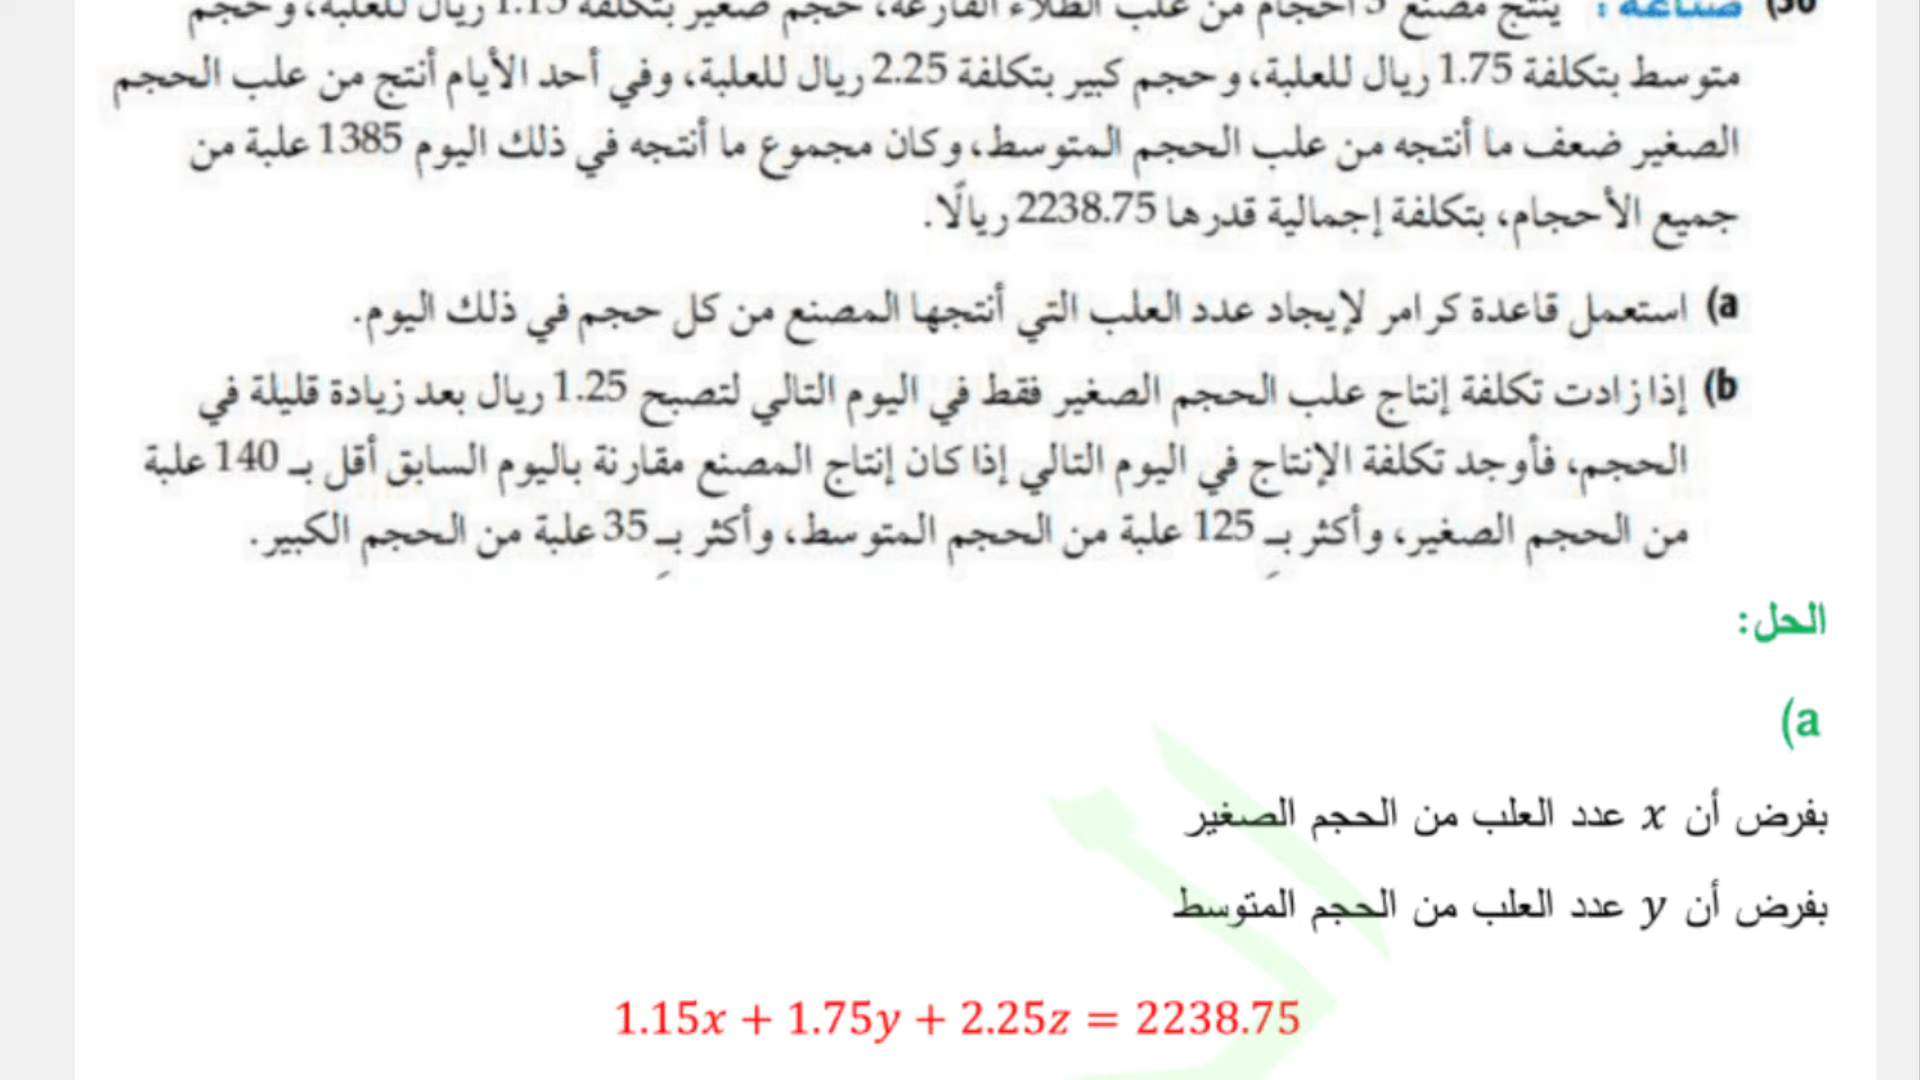 صناعة: ينتج مصنع 3 أحجام من علب الطلاء الفارغة، حجم صغير بتكلفة 1.15 ريال للعلبة، وحجم
متوسط بتكلفة 1.75 ريال للعلبة، وحجم كبير بتكلفة 2.25 ريال للعلبة، وفي أحد الأيام أنتج من علب الحجم
الصغير ضعف ما أنتجه من علب الحجم المتوسط، وكان مجموع ما أنتجه في ذلك اليوم 1385 علبة من
جميع الأحجام، بتكلفة إجمالية قدرها 2238.75 ريالًا.
a) استعمل قاعدة كرامر لإيجاد عدد العلب التي أنتجها المصنع من كل حجم في ذلك اليوم.
b) إذا زادت تكلفة إنتاج علب الحجم الصغير فقط في اليوم التالي لتصبح 1.25 ريال بعد زيادة قليلة في
الحجم، فأوجد تكلفة الإنتاج في اليوم التالي إذا كان إنتاج المصنع مقارنة باليوم السابق أقل بـ 140 علبة
من الحجم الصغير، وأكثر بـِ 125 علبة من الحجم المتوسط، وأكثر بـِ 35 علبة من الحجم الكبير.
الحل:
a)
بفرض أن x عدد العلب من الحجم الصغير
بفرض أن y عدد العلب من الحجم المتوسط
1.15x + 1.75y + 2.25z = 2238.75